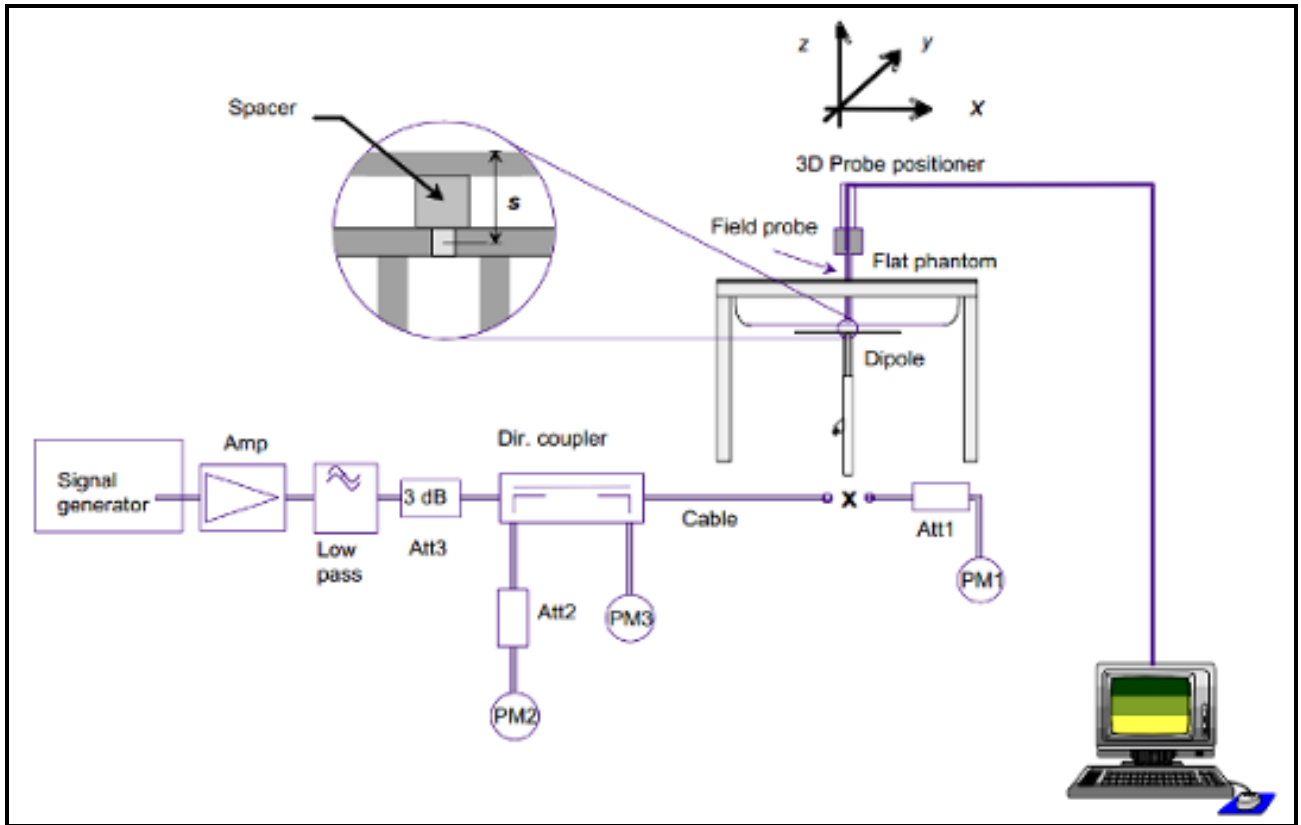 z
y
x
Spacer
s
3D Probe positioner
Field probe
Flat phantom
Dipole
Dir. coupler
Amp
Signal
generator
3 dB
Cable
x
Att1
Low
pass
Att3
PM1
Att2
PM3
PM2